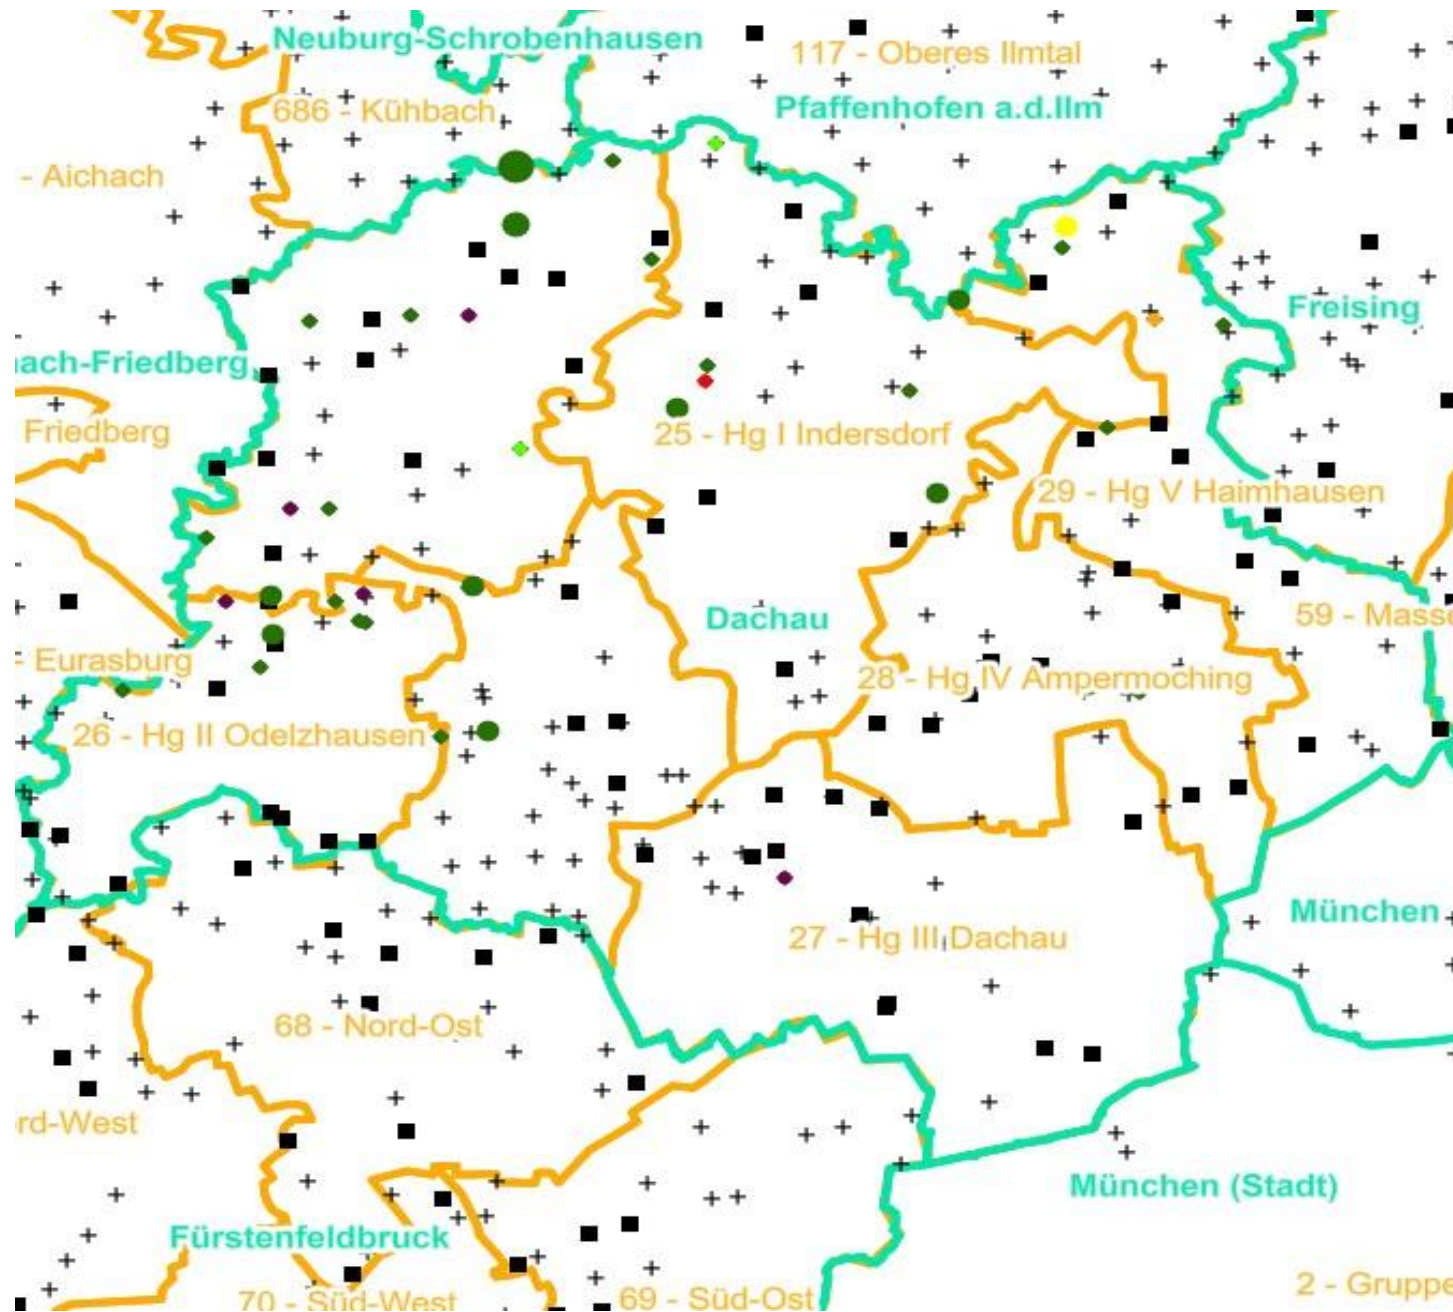 Neuburg-Schrobenhausen
117 - Oberes Ilmtal
686 - Kühbach
Pfaffenhofen a.d.Ilm
- Aichach
Freising
ach-Friedberg
Friedberg
25 - Hg I Indersdorf
29 - Hg V Haimhausen
Dachau
59 - Masse
- Eurasburg
28 - Hg IV Ampermoching
26 - Hg II Odelzhausen
München
27 - Hg III Dachau
68 - Nord-Ost
rd-West
München (Stadt)
Fürstenfeldbruck
2 - Gruppe
70 - Süd-West
69 - Süd-Ost